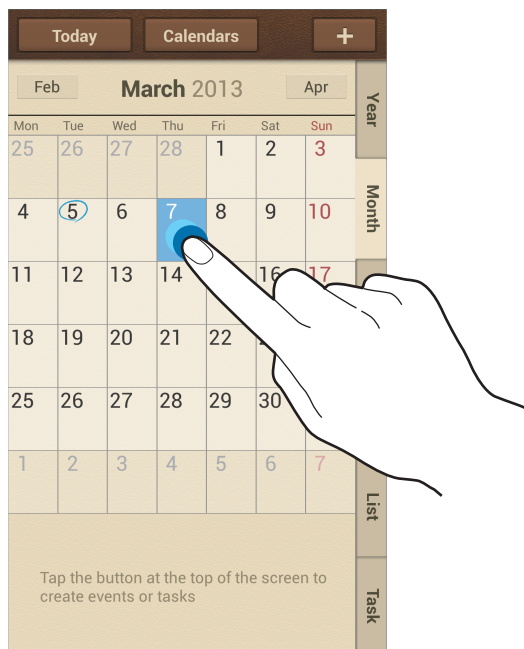 Today Calendars +
Feb March 2013 Apr
Year
Mon Tue Wed Thu Fri Sat Sun
25 26 27 28 1 2 3
Month
4 5 6 7 8 9 10
11 12 13 14 16 17
18 19 20 21 22
25 26 27 28 29 30
1 2 3 4 5 6 7
List
Tap the button at the top of the screen to
create events or tasks
Task